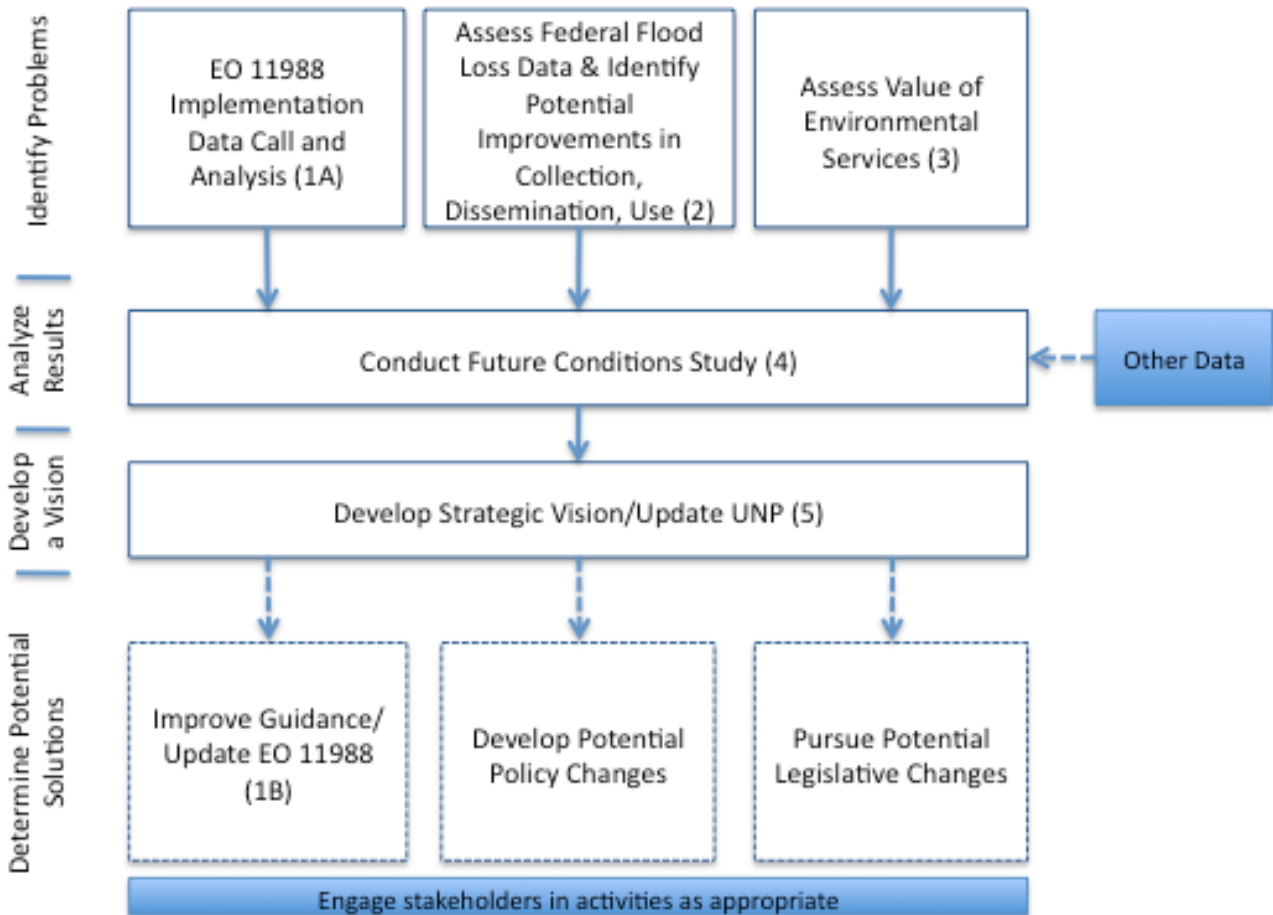 Identify Problems
EO 11988
Implementation
Data Call and
Analysis (1A)
Assess Federal Flood
Loss Data & Identify
Potential
Improvements in
Collection,
Dissemination, Use (2)
Assess Value of
Environmental
Services (3)
Analyze
Results
Conduct Future Conditions Study (4)
Other Data
Develop
a Vision
Develop Strategic Vision/Update UNP (5)
Determine Potential
Solutions
Improve Guidance/
Update EO 11988
(1B)
Develop Potential
Policy Changes
Pursue Potential
Legislative Changes
Engage stakeholders in activities as appropriate